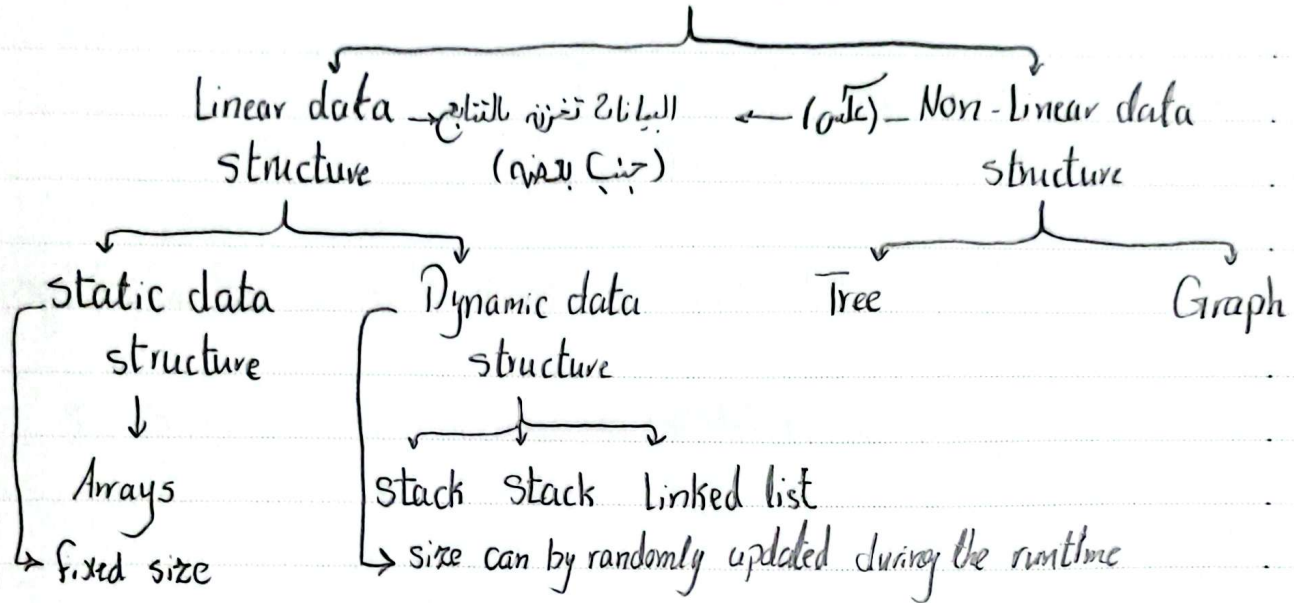 Linear data → البيانات تخزن بالتتابع ← (عكس) - Non-Linear data
structure (جنب بعض) structure
static data Dynamic data Tree Graph
structure structure
Arrays stack stack linked list
→ fixed size → size can by randomly updated during the runtime